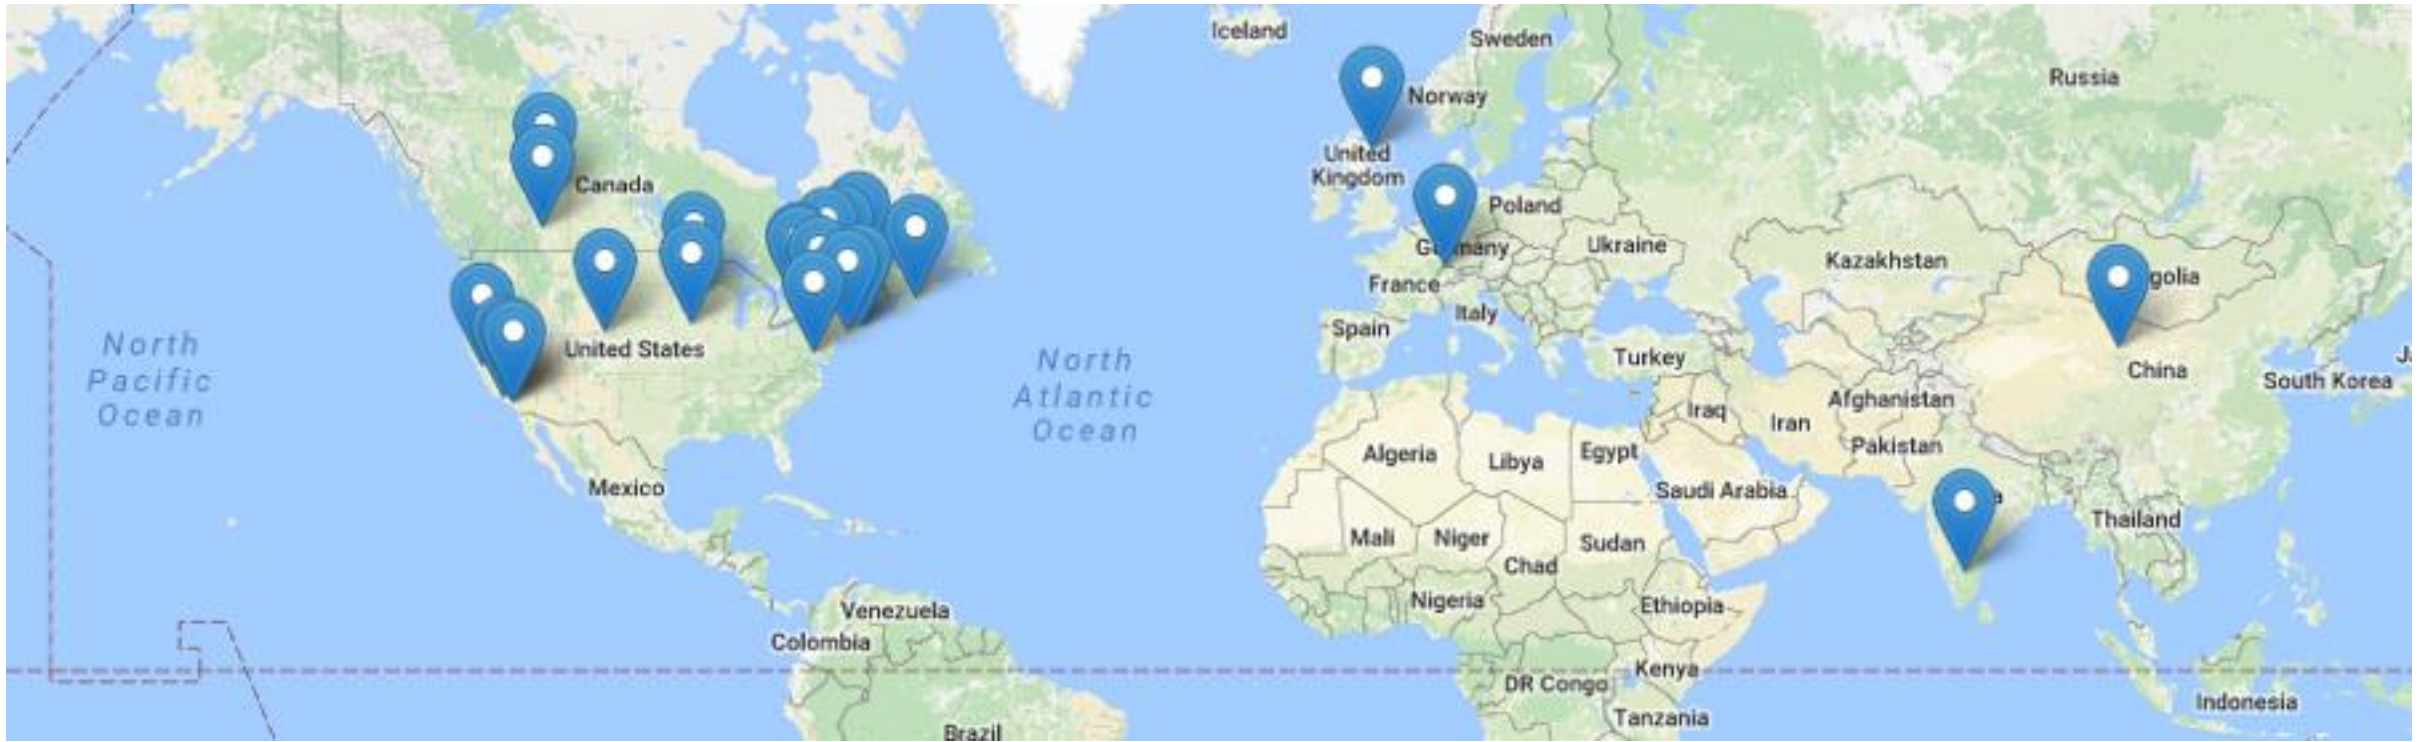 Iceland
Sweden
Russia
Norway
United
Kingdom
Canada
Poland
Germany
Ukraine
Kazakhstan
golia
France
Italy
Spain
North
Pacific
Ocean
United States
North
Atlantic
Ocean
Turkey
China
South Korea
Afghanistan
Iraq
Iran
Pakistan
Algeria
Libya
Egypt
Saudi Arabia
Mexico
a
Thailand
Mali
Niger
Sudan
Chad
Nigeria
Ethiopia
Venezuela
Colombia
Kenya
DR Congo
Indonesia
Tanzania
Brazil